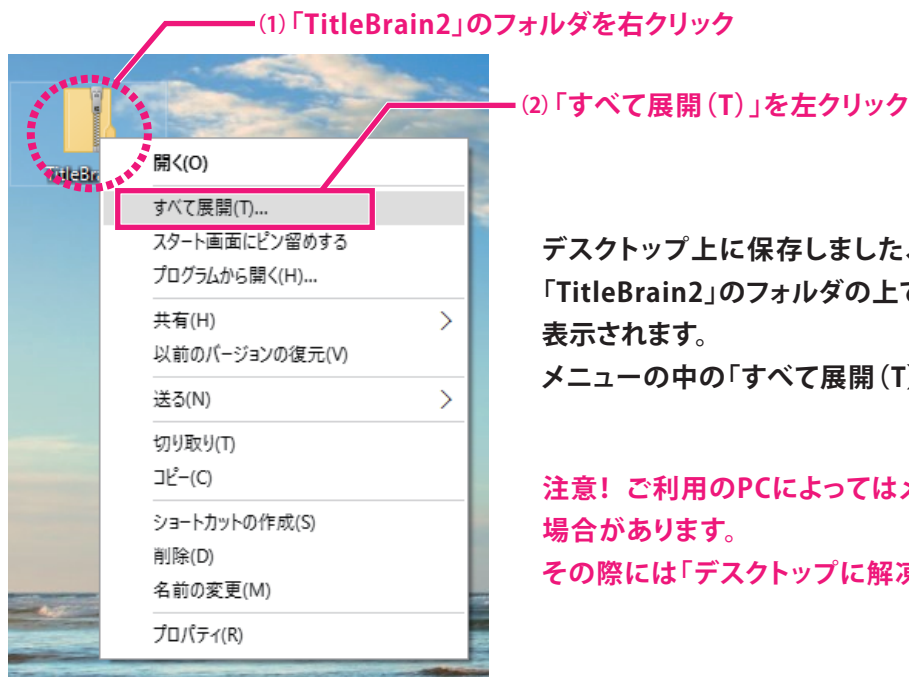 (1)「TitleBrain2」のフォルダを右クリック
(2)「すべて展開(T)」を左クリック
TitleBr
開く(O)
すべて展開(T)...
スタート画面にピン留めする
プログラムから開く(H)...
共有(H)
以前のバージョンの復元(V)
送る(N)
切り取り(T)
コピー(C)
ショートカットの作成(S)
削除(D)
名前の変更(M)
プロパティ(R)
デスクトップ上に保存しました、
「TitleBrain2」のフォルダの上で
表示されます。
メニューの中の「すべて展開(T)
注意! ご利用のPCによってはメ
場合があります。
その際には「デスクトップに解凍